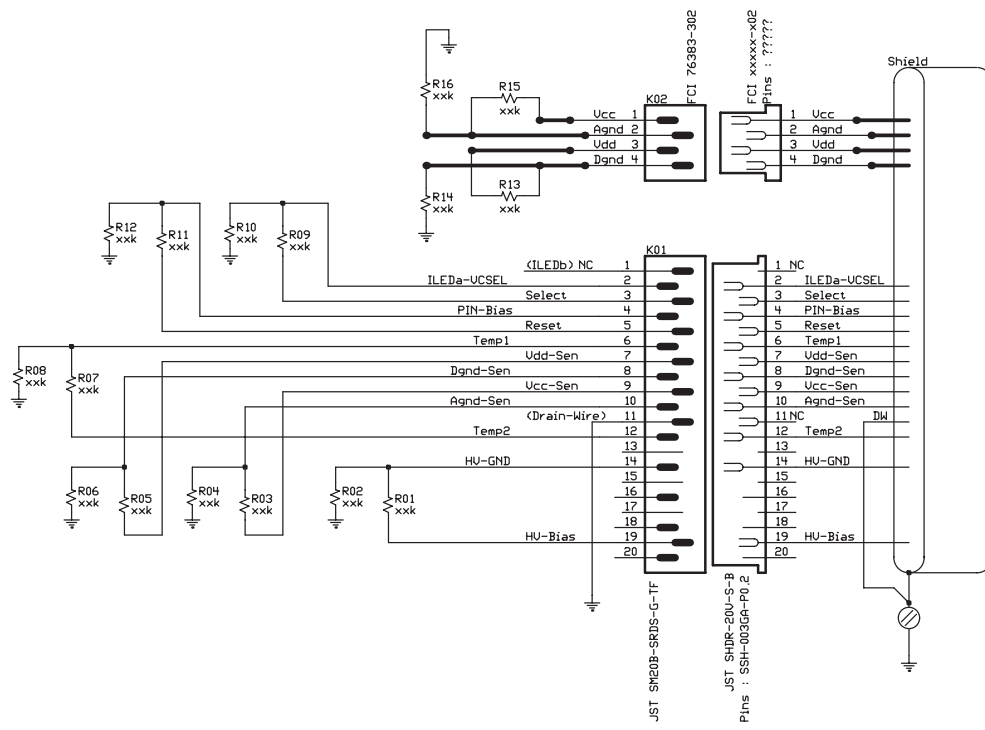 FCI 76383-302
FCI xxxxx-x02
Pins : ?????
Shield
R16
xxk
R15
xxk
K02
Vcc 1
Agnd 2
Vdd 3
Dgnd 4
1 Vcc
2 Agnd
3 Vdd
4 Dgnd
R14
xxk
R13
xxk
R12
xxk
R11
xxk
R10
xxk
R09
xxk
K01
(ILEDb) NC 1
ILEDa-VCSEL 2
Select 3
PIN-Bias 4
Reset 5
Temp1 6
Vdd-Sen 7
Dgnd-Sen 8
Vcc-Sen 9
Agnd-Sen 10
(Drain-Wire) 11
Temp2 12
13
HV-GND 14
15
16
17
18
HV-Bias 19
20
1 NC
2 ILEDa-VCSEL
3 Select
4 PIN-Bias
5 Reset
6 Temp1
7 Vdd-Sen
8 Dgnd-Sen
9 Vcc-Sen
10 Agnd-Sen
11 NC DW
12 Temp2
13
14 HV-GND
15
16
17
18
19 HV-Bias
20
R08
xxk
R07
xxk
R06
xxk
R05
xxk
R04
xxk
R03
xxk
R02
xxk
R01
xxk
JST SM20B-SRDS-G-TF
JST SHDR-20V-S-B
Pins : SSH-003GA-P0.2